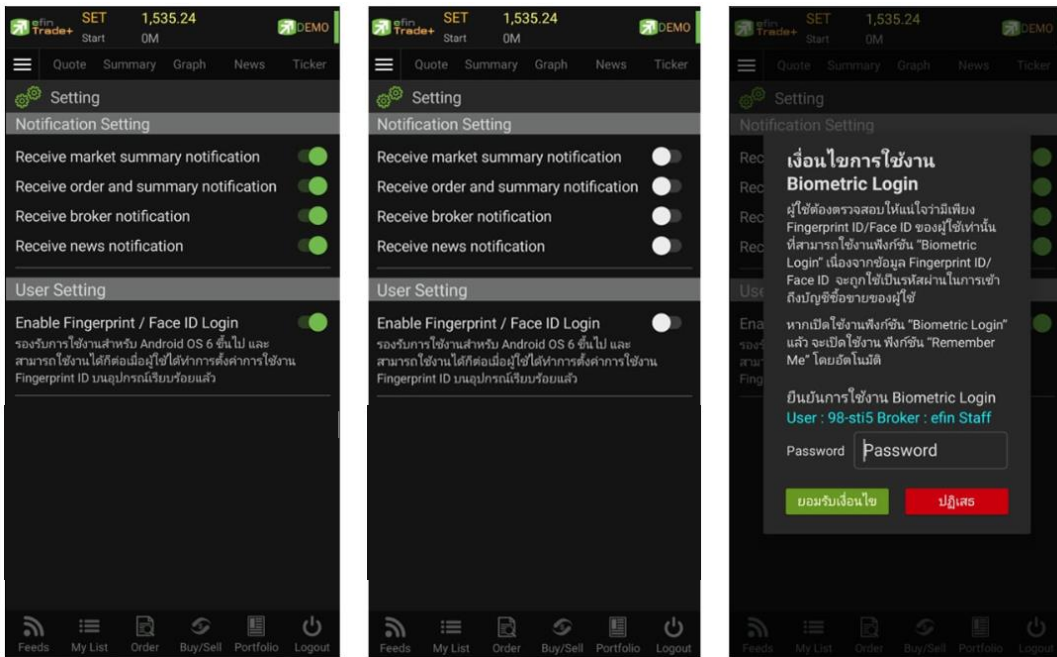 efin Trade+ SET 1,535.24 DEMO
Start 0M
Quote Summary Graph News Ticker
Setting
Notification Setting
Receive market summary notification
Receive order and summary notification
Receive broker notification
Receive news notification
User Setting
Enable Fingerprint / Face ID Login
รองรับการใช้งานสำหรับ Android OS 6 ขึ้นไป และ
สามารถใช้งานได้ก็ต่อเมื่อผู้ใช้ได้ทำการตั้งค่าการใช้งาน
Fingerprint ID บนอุปกรณ์เรียบร้อยแล้ว
Feeds My List Order Buy/Sell Portfolio Logout
efin Trade+ SET 1,535.24 DEMO
Start 0M
Quote Summary Graph News Ticker
Setting
Notification Setting
Receive market summary notification
Receive order and summary notification
Receive broker notification
Receive news notification
User Setting
Enable Fingerprint / Face ID Login
รองรับการใช้งานสำหรับ Android OS 6 ขึ้นไป และ
สามารถใช้งานได้ก็ต่อเมื่อผู้ใช้ได้ทำการตั้งค่าการใช้งาน
Fingerprint ID บนอุปกรณ์เรียบร้อยแล้ว
Feeds My List Order Buy/Sell Portfolio Logout
efin Trade+ SET 1,535.24 DEMO
Start 0M
Quote Summary Graph News Ticker
Setting
Notification Setting
เงื่อนไขการใช้งาน
Biometric Login
ผู้ใช้ต้องตรวจสอบให้แน่ใจว่ามีเพียง
Fingerprint ID/Face ID ของผู้ใช้เท่านั้น
ที่สามารถใช้งานฟังก์ชัน "Biometric
Login" เนื่องจากข้อมูล Fingerprint ID/
Face ID จะถูกใช้เป็นรหัสผ่านในการเข้า
ถึงบัญชีซื้อขายของผู้ใช้
หากเปิดใช้งานฟังก์ชัน "Biometric Login"
แล้ว จะเปิดใช้งาน ฟังก์ชัน "Remember
Me" โดยอัตโนมัติ
ยืนยันการใช้งาน Biometric Login
User : 98-sti5 Broker : efin Staff
Password Password
ยอมรับเงื่อนไข ปฏิเสธ
Feeds My List Order Buy/Sell Portfolio Logout